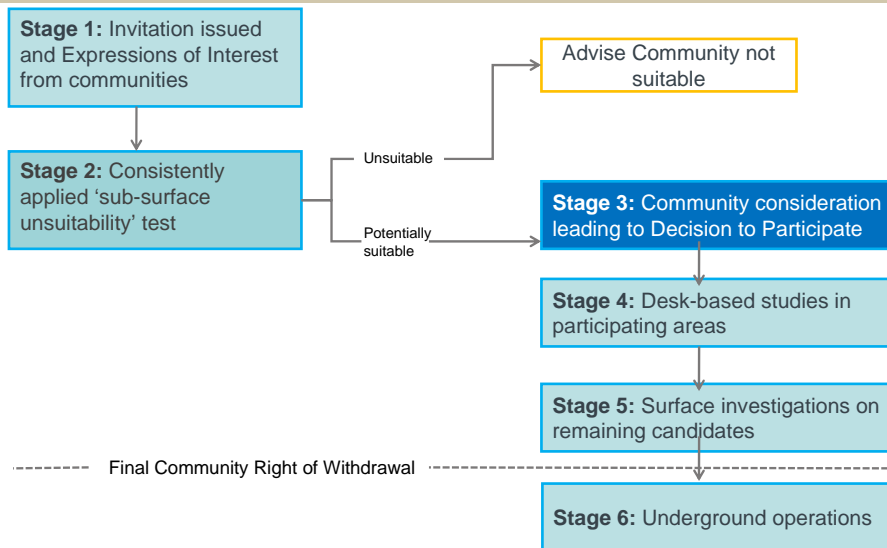 Stage 1: Invitation issued
and Expressions of Interest
from communities
Advise Community not
suitable
Unsuitable
Stage 2: Consistently
applied ‘sub-surface
unsuitability’ test
Potentially
suitable
Stage 3: Community consideration
leading to Decision to Participate
Stage 4: Desk-based studies in
participating areas
Stage 5: Surface investigations on
remaining candidates
Final Community Right of Withdrawal
Stage 6: Underground operations